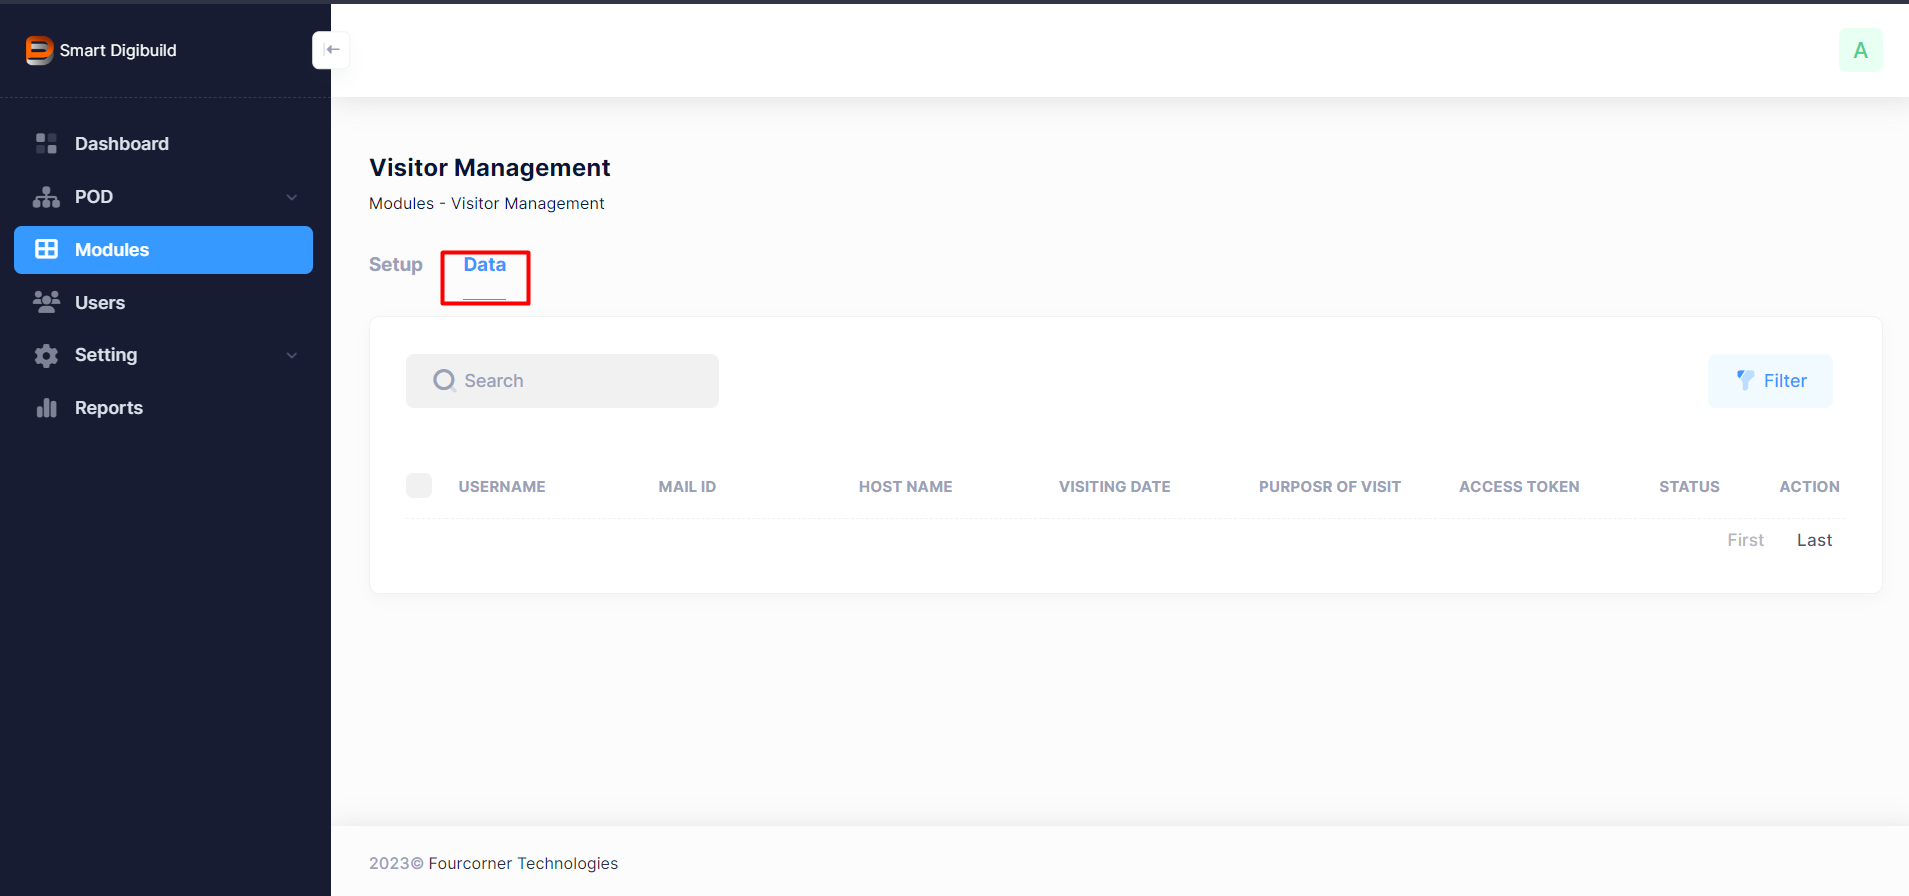 Smart Digibuild
A
Dashboard
POD
Modules
Users
Setting
Reports
Visitor Management
Modules - Visitor Management
Setup Data
Search Filter
USERNAME MAIL ID HOST NAME VISITING DATE PURPOSR OF VISIT ACCESS TOKEN STATUS ACTION
First Last
2023© Fourcorner Technologies